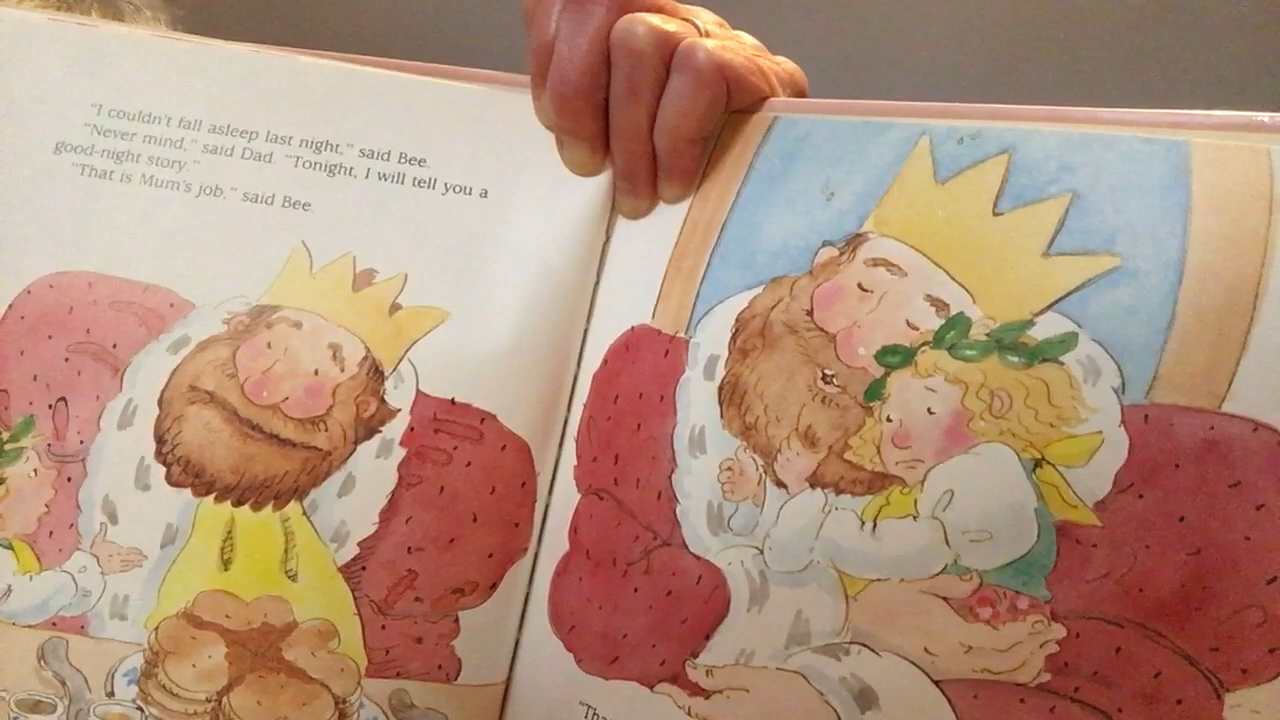 "I couldn't fall asleep last night," said Bee.
"Never mind," said Dad. "Tonight, I will tell you a
good-night story."
"That is Mum's job," said Bee.